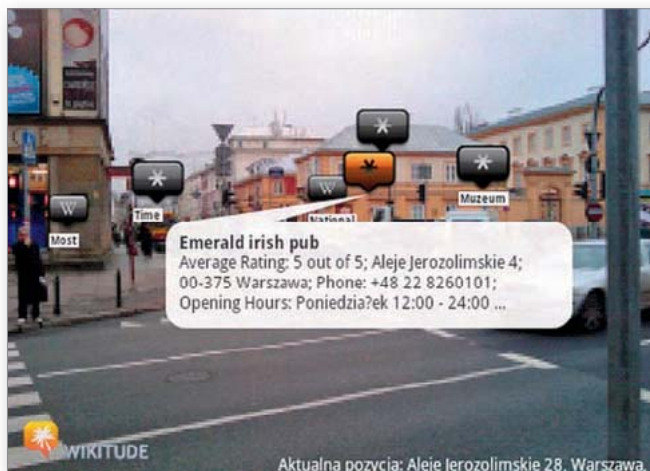 Time
W
Most
W
National
Muzeum
Emerald irish pub
Average Rating: 5 out of 5; Aleje Jerozolimskie 4;
00-375 Warszawa; Phone: +48 22 8260101;
Opening Hours: Poniedzia?ek 12:00 - 24:00 ...
WIKITUDE
Aktualna pozycja: Aleje Jerozolimskie 28, Warszawa,